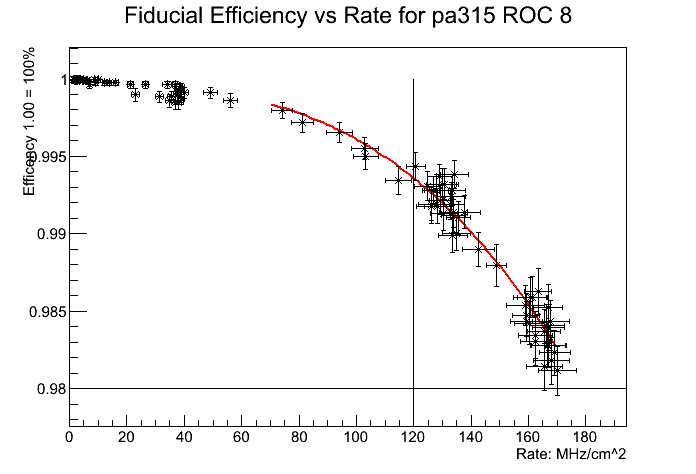 Fiducial Efficiency vs Rate for pa315 ROC 8
Efficency 1.00 = 100%
1
0.995
0.99
0.985
0.98
0 20 40 60 80 100 120 140 160 180
Rate: MHz/cm^2